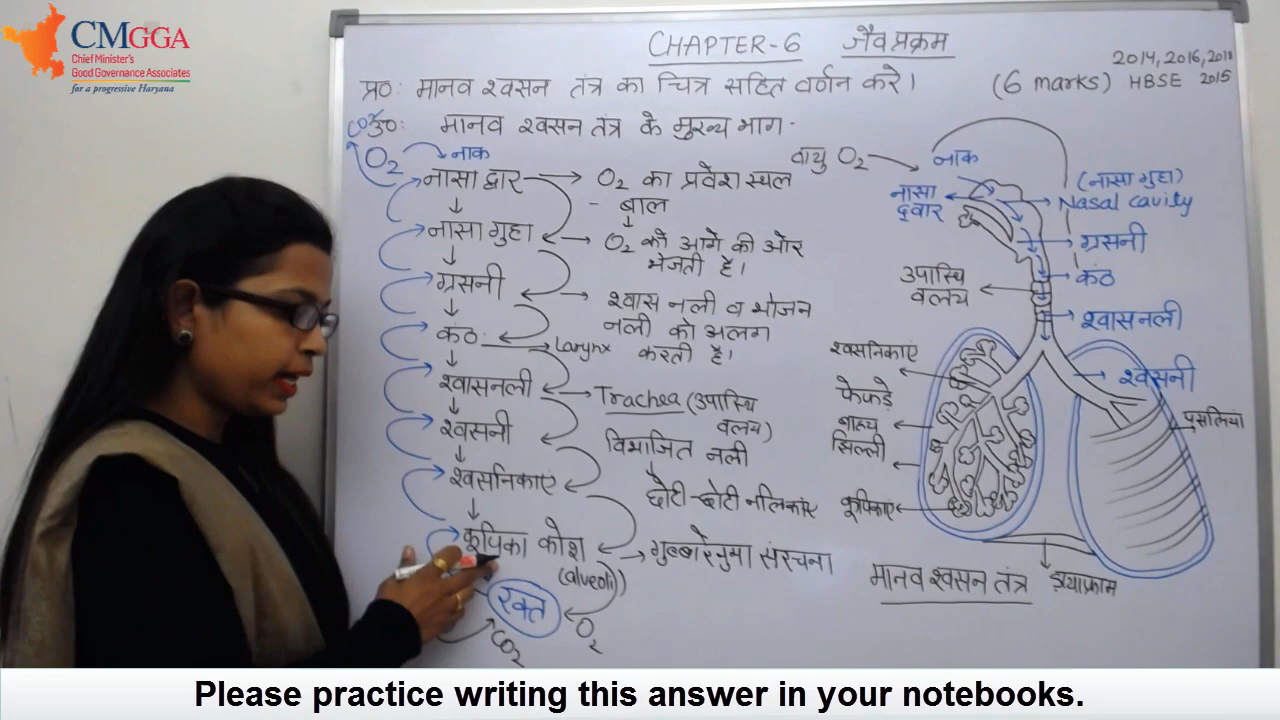 CMGGA
Chief Minister's
Good Governance Associates
for a progressive Haryana
CHAPTER-6 जैव प्रक्रम
2014, 2016, 2018
प्र०: मानव श्वसन तंत्र का चित्र सहित वर्णन करे। (6 marks) HBSE 2015
उ०: मानव श्वसन तंत्र के मुख्य भाग
CO2
O2 → नाक
नासा द्वार → O2 का प्रवेश स्थल
- बाल
नासा गुहा → O2 को आगे की ओर
भेजती है।
ग्रसनी → श्वास नली व भोजन
नली को अलग
करती है।
कंठ → Larynx
श्वासनली → Trachea (उपास्थि
वलय)
श्वसनी विभाजित नली
श्वसनिकाएं छोटी-छोटी नलिकाएं
कूपिका कोश → गुब्बारेनुमा संरचना
(alveoli)
रक्त
O2
CO2
वायु O2 → नाक
नासा
द्वार
(नासा गुहा)
Nasal cavity
ग्रसनी
कंठ
उपास्थि
वलय
श्वासनली
श्वसनिकाएं
श्वसनी
फेफड़े
बाह्य
झिल्ली
पसलियां
कूपिकाएं
मानव श्वसन तंत्र
डायाफ्राम
Please practice writing this answer in your notebooks.